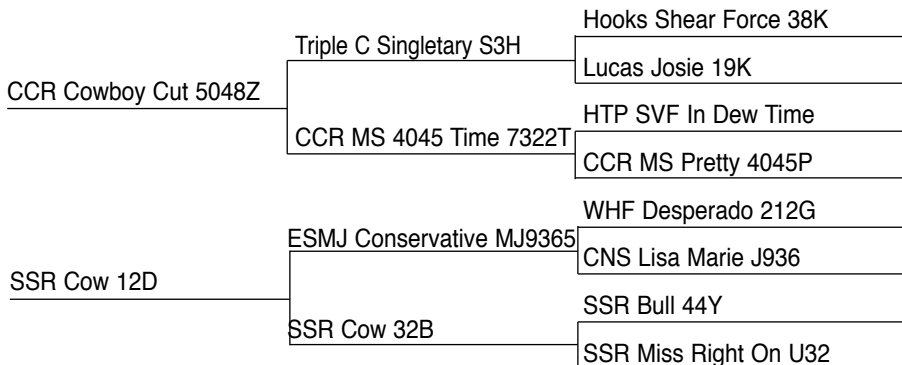 Hooks Shear Force 38K
Triple C Singletary S3H
Lucas Josie 19K
CCR Cowboy Cut 5048Z
HTP SVF In Dew Time
CCR MS 4045 Time 7322T
CCR MS Pretty 4045P
WHF Desperado 212G
ESMJ Conservative MJ9365
CNS Lisa Marie J936
SSR Cow 12D
SSR Bull 44Y
SSR Cow 32B
SSR Miss Right On U32